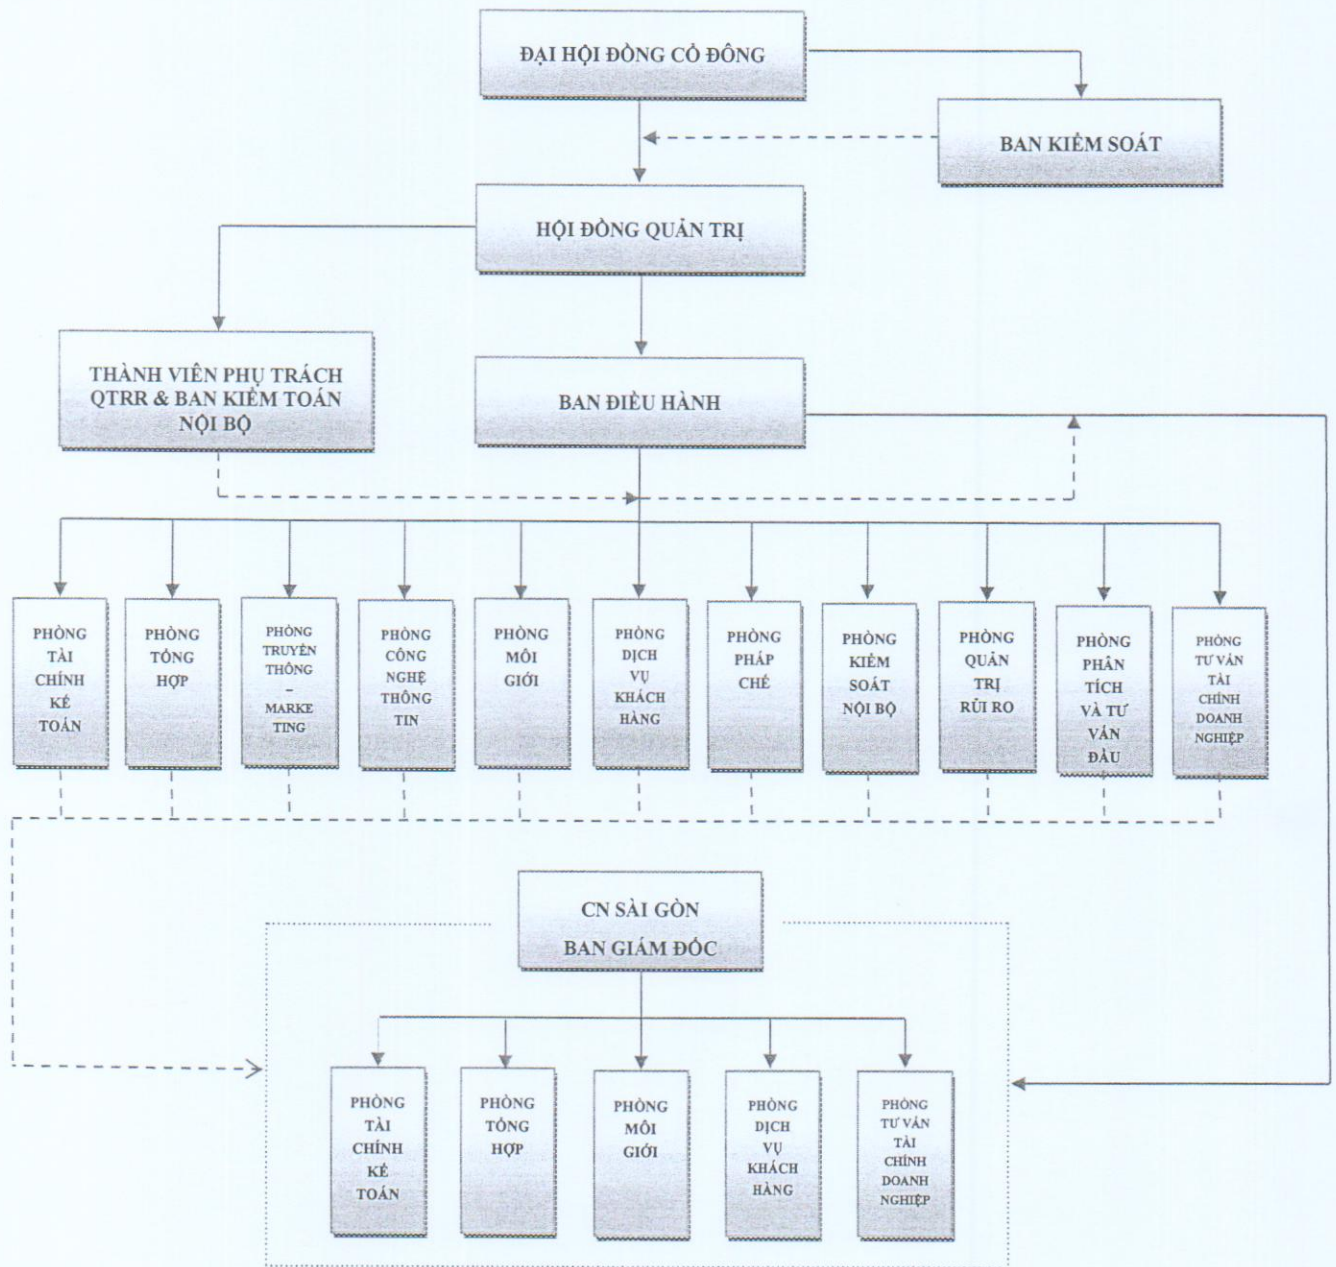 ĐẠI HỘI ĐỒNG CỔ ĐÔNG
BAN KIỂM SOÁT
HỘI ĐỒNG QUẢN TRỊ
THÀNH VIÊN PHỤ TRÁCH
QTRR & BAN KIỂM TOÁN
NỘI BỘ
BAN ĐIỀU HÀNH
PHÒNG
TÀI
CHÍNH
KẾ
TOÁN
PHÒNG
TỔNG
HỢP
PHÒNG
TRUYỀN
THÔNG
–
MARKE
TING
PHÒNG
CÔNG
NGHỆ
THÔNG
TIN
PHÒNG
MÔI
GIỚI
PHÒNG
DỊCH
VỤ
KHÁCH
HÀNG
PHÒNG
PHÁP
CHẾ
PHÒNG
KIỂM
SOÁT
NỘI BỘ
PHÒNG
QUẢN
TRỊ
RỦI RO
PHÒNG
PHÂN
TÍCH
VÀ TƯ
VẤN
ĐẦU
PHÒNG
TƯ VẤN
TÀI
CHÍNH
DOANH
NGHIỆP
CN SÀI GÒN
BAN GIÁM ĐỐC
PHÒNG
TÀI
CHÍNH
KẾ
TOÁN
PHÒNG
TỔNG
HỢP
PHÒNG
MÔI
GIỚI
PHÒNG
DỊCH
VỤ
KHÁCH
HÀNG
PHÒNG
TƯ VẤN
TÀI
CHÍNH
DOANH
NGHIỆP